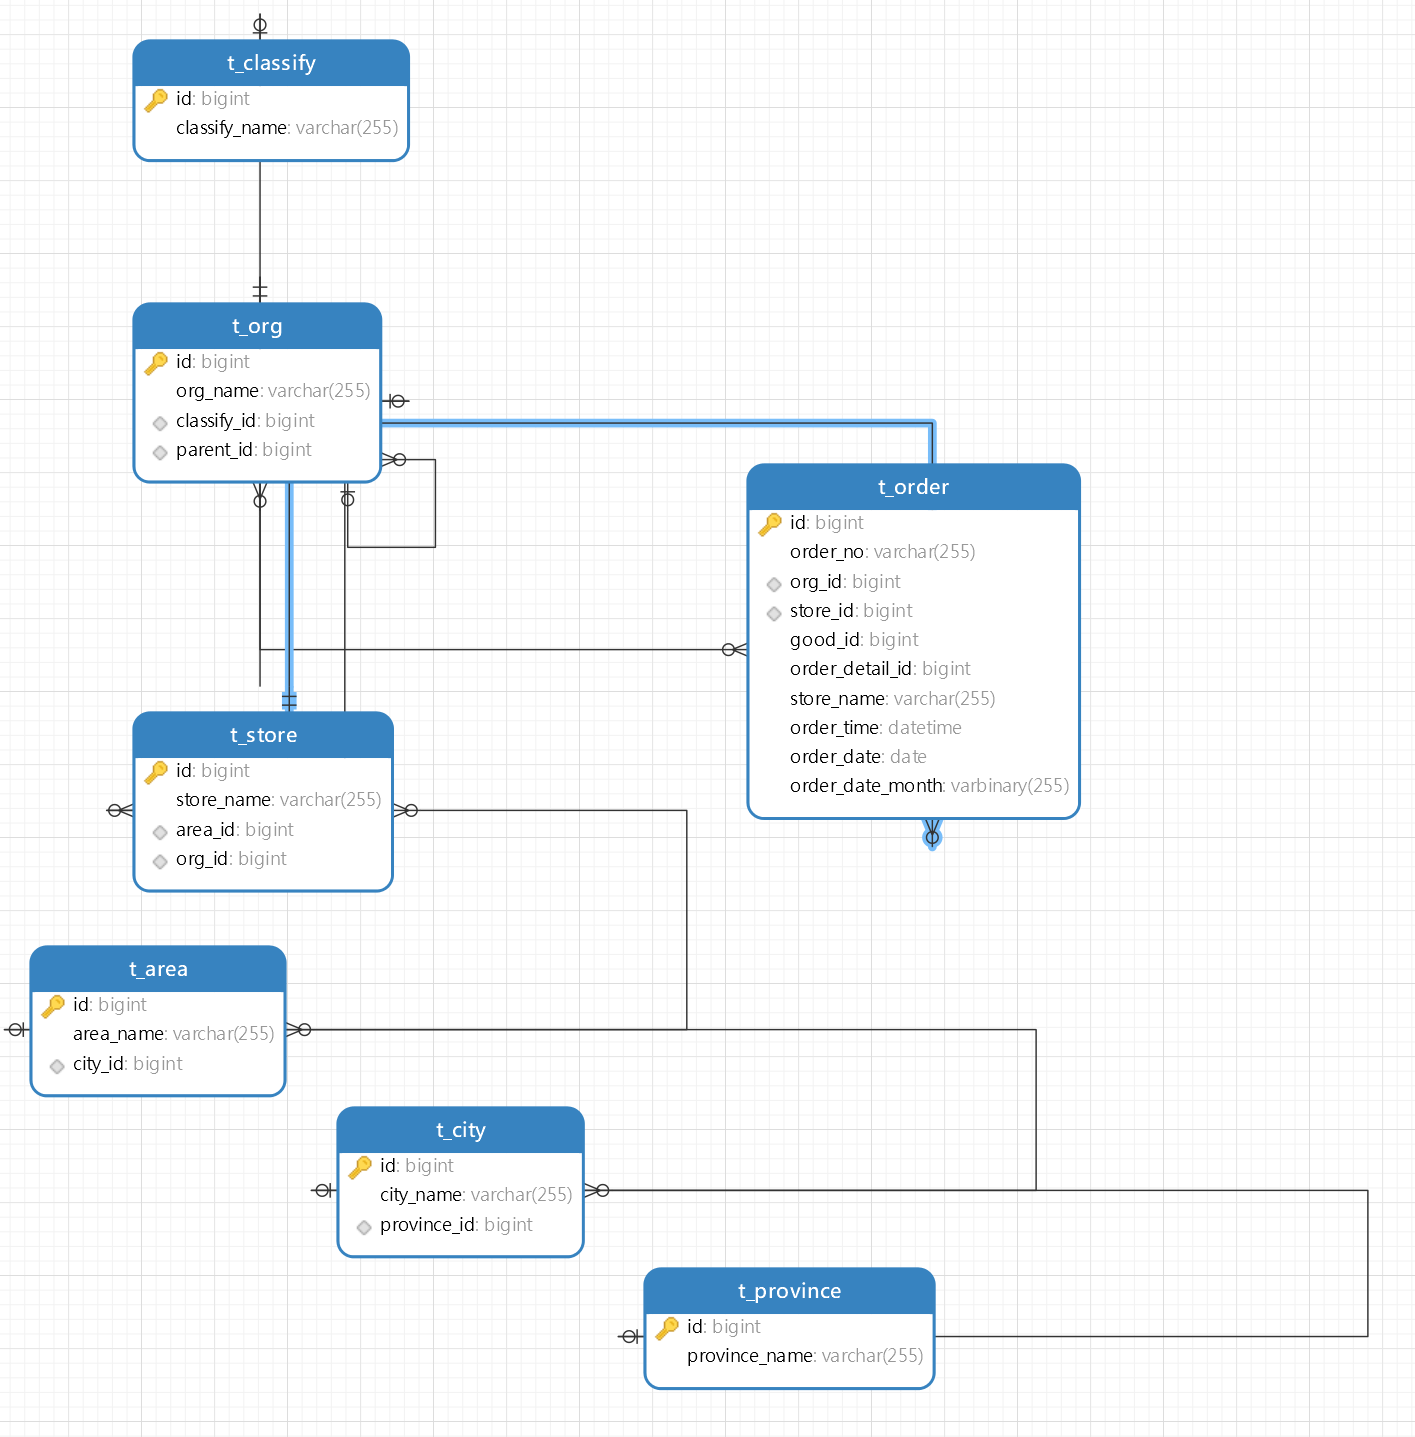 t_classify
id: bigint
classify_name: varchar(255)
t_org
id: bigint
org_name: varchar(255)
classify_id: bigint
parent_id: bigint
t_order
id: bigint
order_no: varchar(255)
org_id: bigint
store_id: bigint
good_id: bigint
order_detail_id: bigint
store_name: varchar(255)
order_time: datetime
order_date: date
order_date_month: varbinary(255)
t_store
id: bigint
store_name: varchar(255)
area_id: bigint
org_id: bigint
t_area
id: bigint
area_name: varchar(255)
city_id: bigint
t_city
id: bigint
city_name: varchar(255)
province_id: bigint
t_province
id: bigint
province_name: varchar(255)